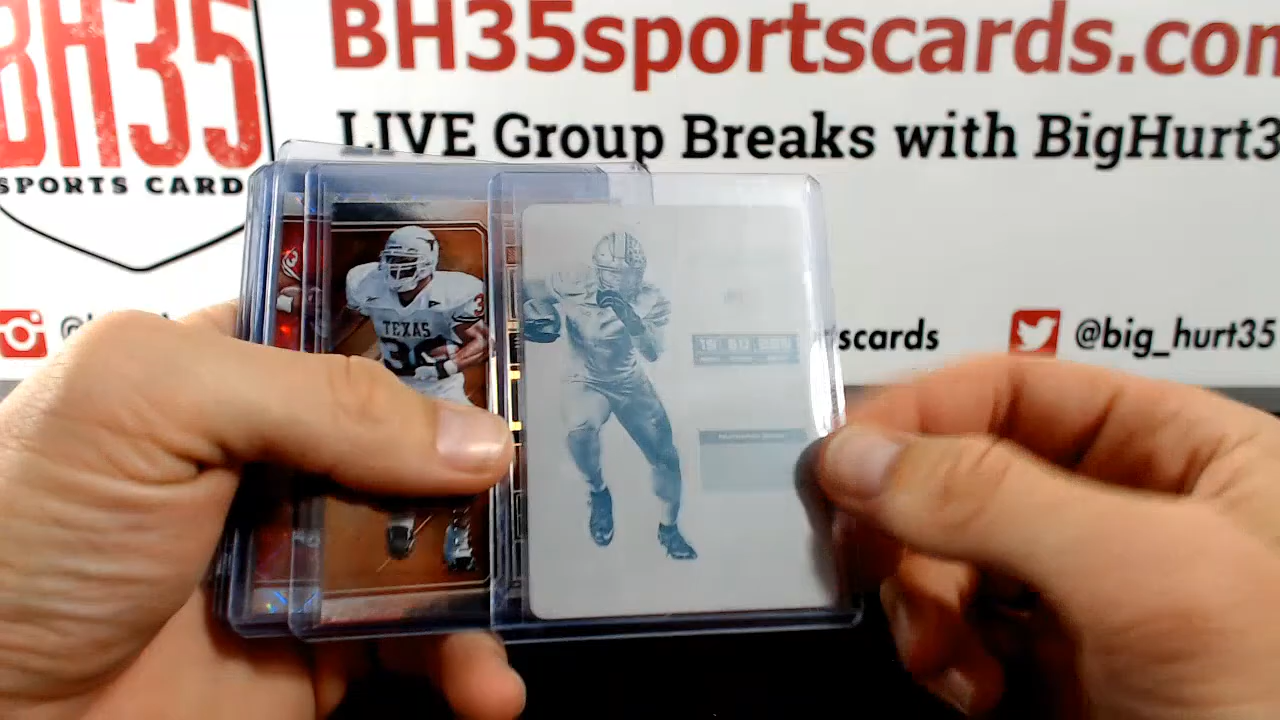 BH35
SPORTS CARD
BH35sportscards.com
LIVE Group Breaks with BigHurt3
scards
@big_hurt35
TEXAS